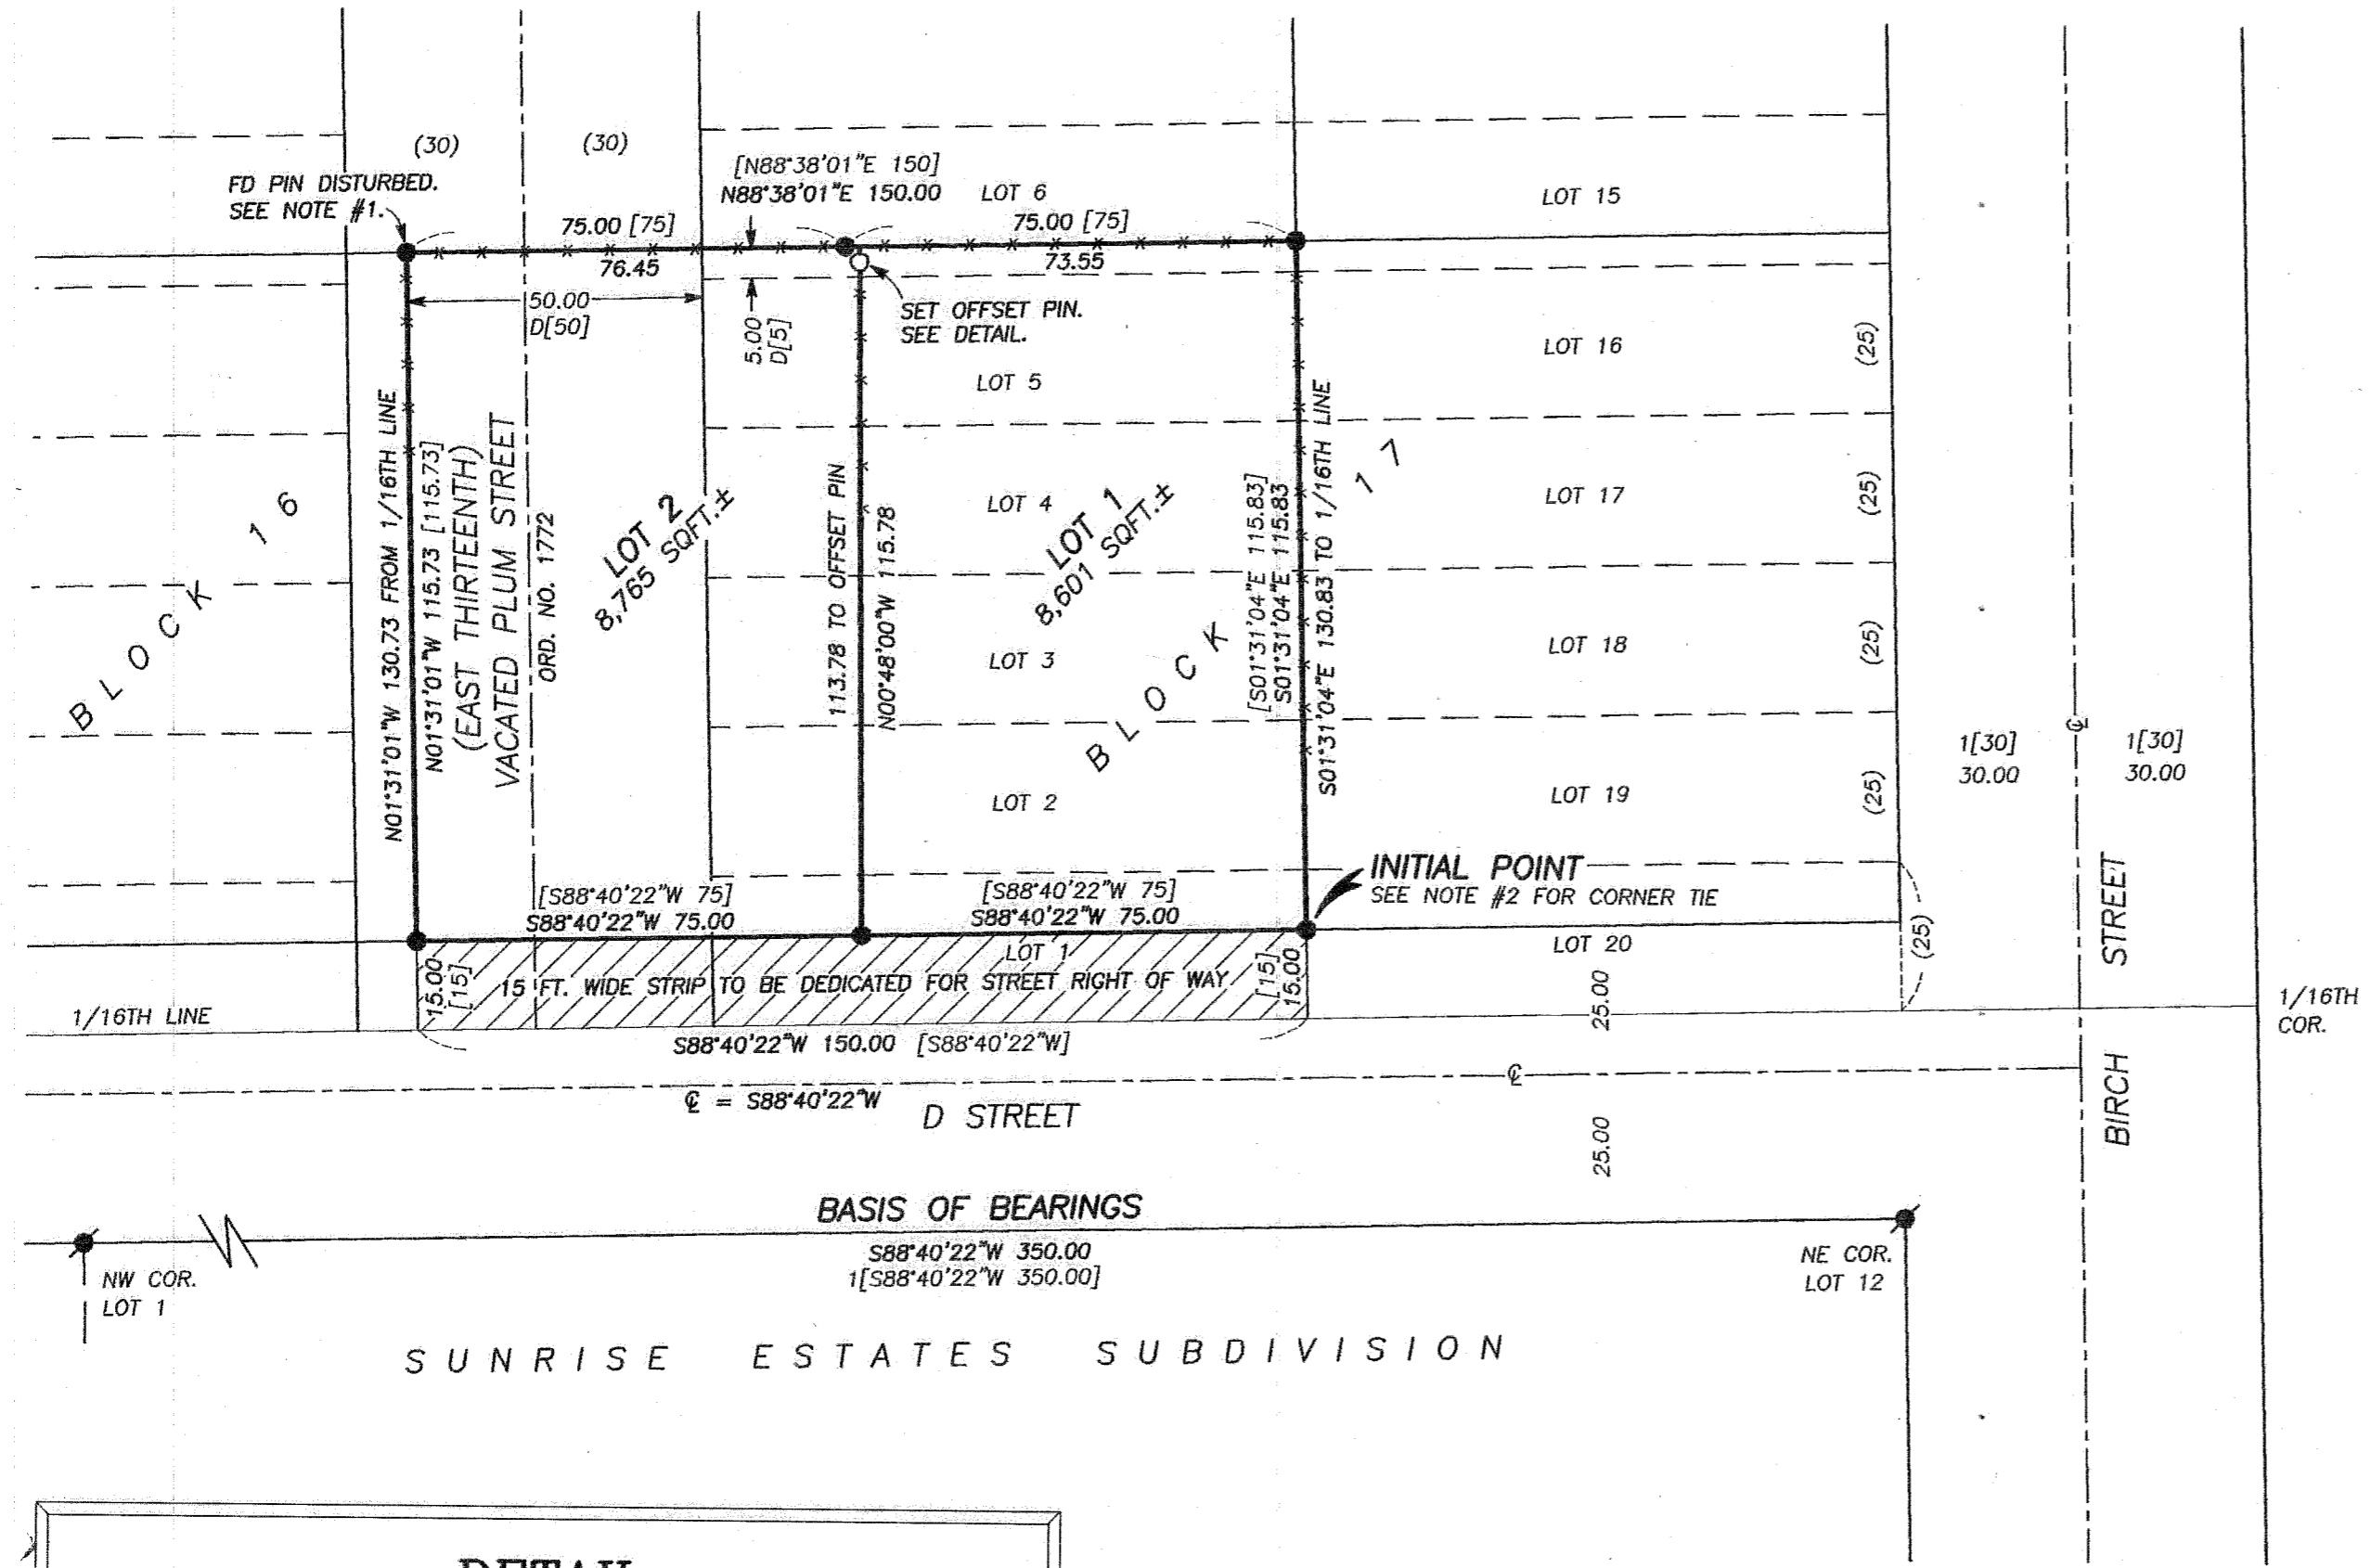 (30)
(30)
FD PIN DISTURBED.
SEE NOTE #1.
[N88°38'01"E 150]
N88°38'01"E 150.00
LOT 6
LOT 15
75.00 [75]
75.00 [75]
76.45
73.55
50.00
D[50]
5.00
D[5]
SET OFFSET PIN.
SEE DETAIL.
LOT 5
LOT 16
(25)
N01°31'01"W 130.73 FROM 1/16TH LINE
N01°31'01"W 115.73 [115.73]
(EAST THIRTEENTH)
VACATED PLUM STREET
ORD. NO. 1772
BLOCK 16
LOT 2
8,765 SQFT.±
113.78 TO OFFSET PIN
N00°48'00"W 115.78
LOT 4
LOT 1
8,601 SQFT.±
BLOCK 17
[S01°31'04"E 115.83]
S01°31'04"E 115.83
S01°31'04"E 130.83 TO 1/16TH LINE
LOT 17
(25)
LOT 3
LOT 18
(25)
LOT 2
LOT 19
(25)
1[30]
30.00
1[30]
30.00
℄
INITIAL POINT
SEE NOTE #2 FOR CORNER TIE
[S88°40'22"W 75]
S88°40'22"W 75.00
[S88°40'22"W 75]
S88°40'22"W 75.00
LOT 1
LOT 20
(25)
15.00
[15]
15 FT. WIDE STRIP TO BE DEDICATED FOR STREET RIGHT OF WAY
[15]
15.00
25.00
1/16TH LINE
1/16TH
COR.
S88°40'22"W 150.00 [S88°40'22"W]
℄
℄ = S88°40'22"W
D STREET
25.00
BIRCH STREET
BASIS OF BEARINGS
S88°40'22"W 350.00
1[S88°40'22"W 350.00]
NW COR.
LOT 1
NE COR.
LOT 12
SUNRISE ESTATES SUBDIVISION
DETAIL